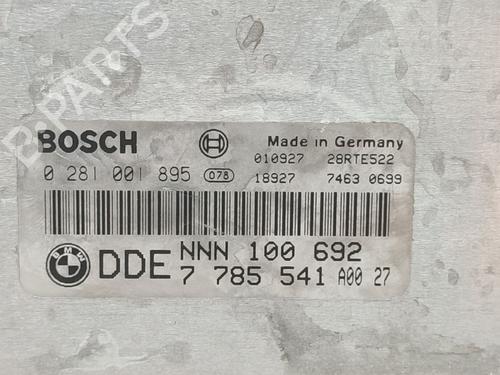 B-PARTS
BOSCH
Made in Germany
010927 28RTE522
0 281 001 895 078 18927 7463 0699
BMW DDE NNN 100 692
7 785 541 A00 27